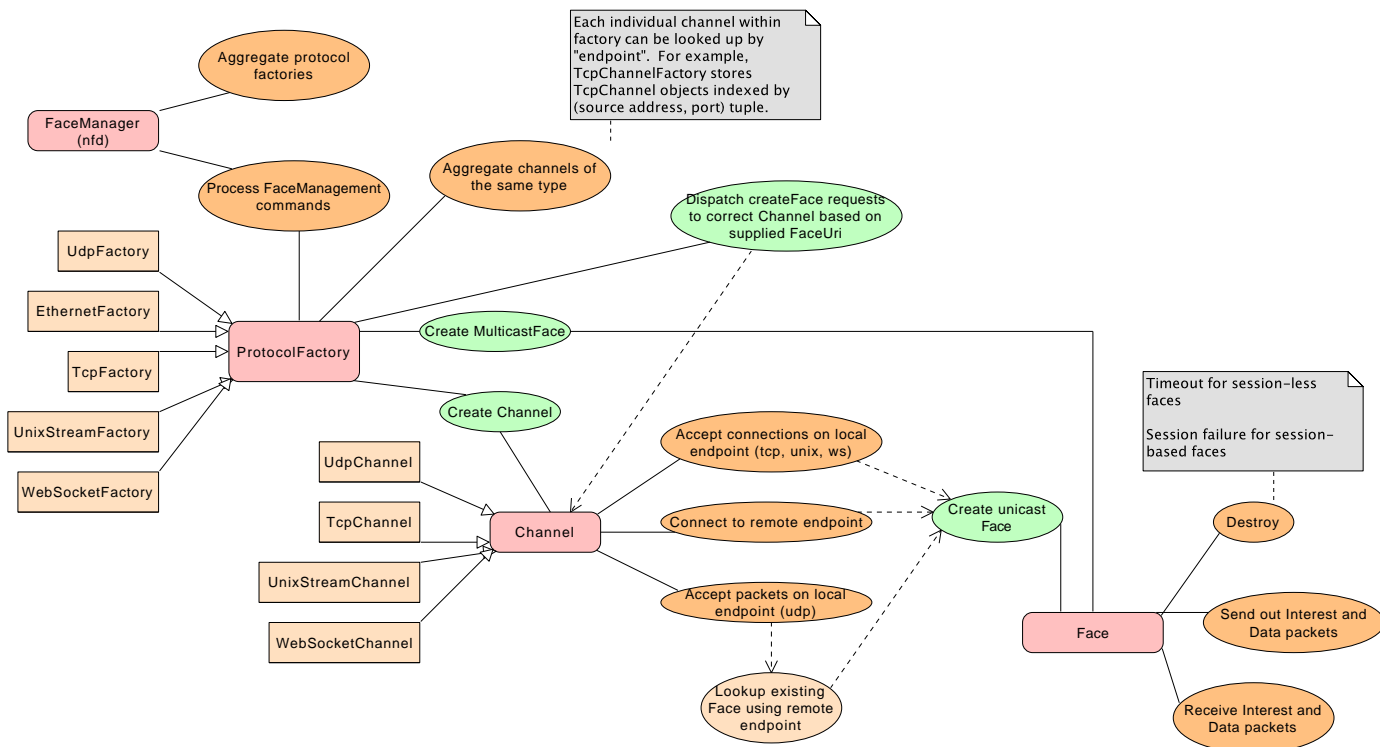 Each individual channel within
factory can be looked up by
"endpoint".  For example,
TcpChannelFactory stores
TcpChannel objects indexed by
(source address, port) tuple.
Aggregate protocol
factories
FaceManager
(nfd)
Process FaceManagement
commands
Aggregate channels of
the same type
Dispatch createFace requests
to correct Channel based on
supplied FaceUri
UdpFactory
EthernetFactory
TcpFactory
UnixStreamFactory
WebSocketFactory
ProtocolFactory
Create MulticastFace
Create Channel
UdpChannel
TcpChannel
UnixStreamChannel
WebSocketChannel
Channel
Accept connections on local
endpoint (tcp, unix, ws)
Connect to remote endpoint
Accept packets on local
endpoint (udp)
Lookup existing
Face using remote
endpoint
Create unicast
Face
Timeout for session-less
faces
Session failure for session-
based faces
Destroy
Face
Send out Interest and
Data packets
Receive Interest and
Data packets